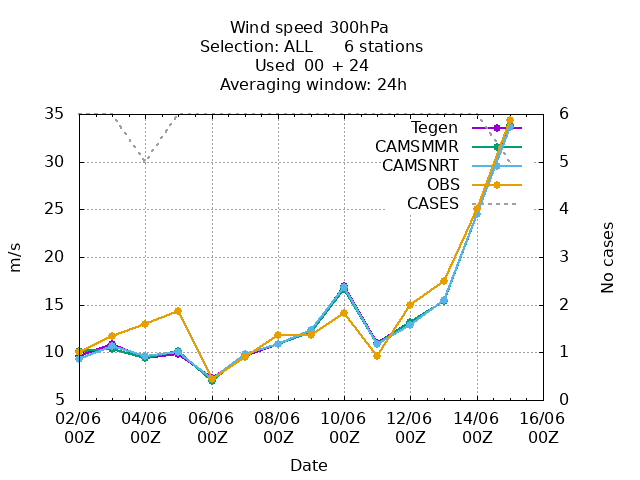 Wind speed 300hPa
Selection: ALL 6 stations
Used 00 + 24
Averaging window: 24h
35
30
25
20
15
10
5
m/s
6
5
4
3
2
1
0
No cases
Tegen
CAMSMMR
CAMSNRT
OBS
CASES
02/06 04/06 06/06 08/06 10/06 12/06 14/06 16/06
00Z 00Z 00Z 00Z 00Z 00Z 00Z 00Z
Date